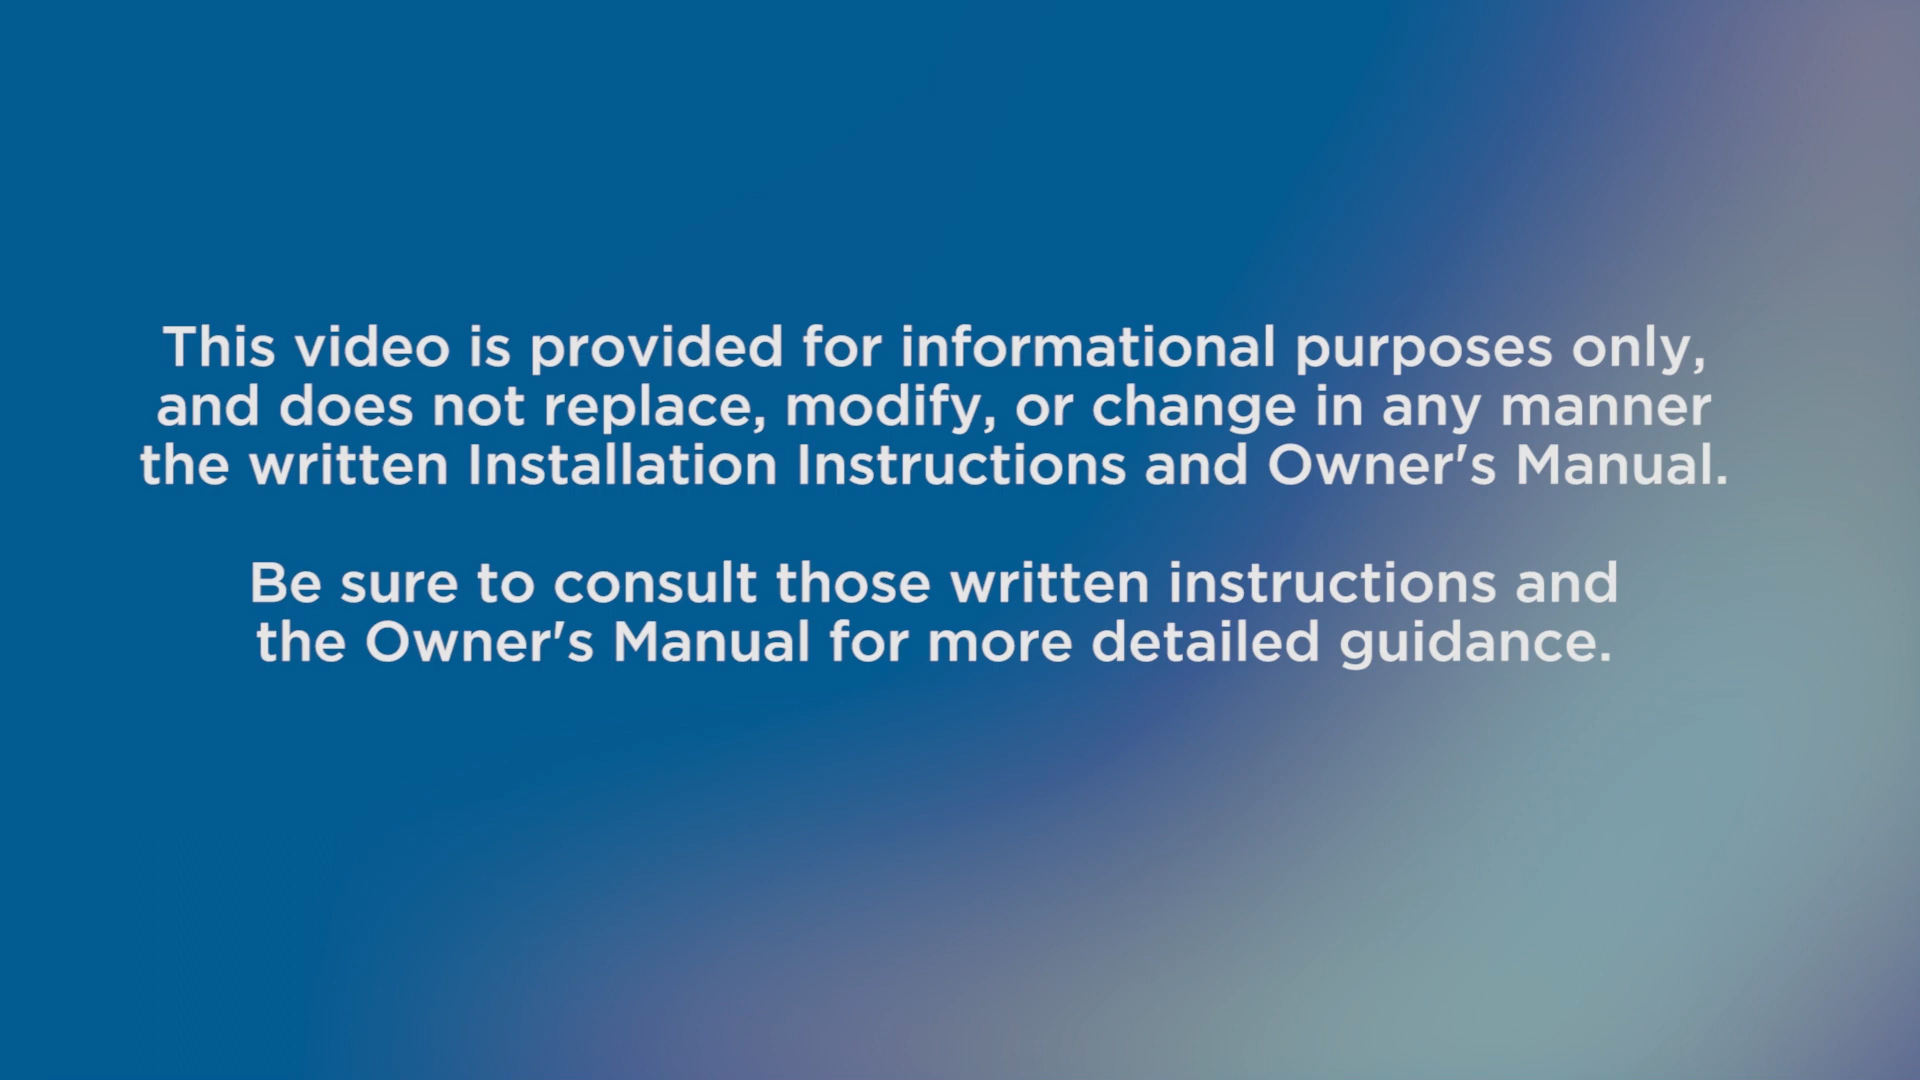 This video is provided for informational purposes only,
and does not replace, modify, or change in any manner
the written Installation Instructions and Owner's Manual.
Be sure to consult those written instructions and
the Owner's Manual for more detailed guidance.